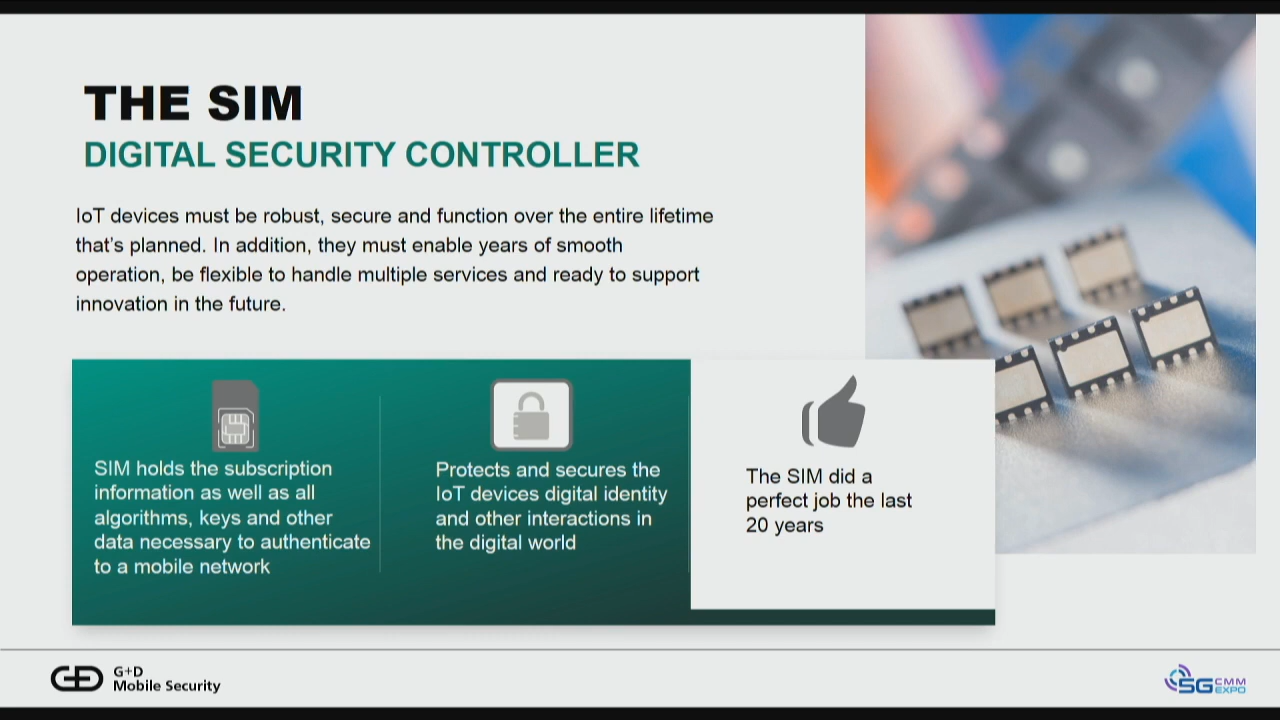 THE SIM
DIGITAL SECURITY CONTROLLER
IoT devices must be robust, secure and function over the entire lifetime
that's planned. In addition, they must enable years of smooth
operation, be flexible to handle multiple services and ready to support
innovation in the future.
SIM holds the subscription
information as well as all
algorithms, keys and other
data necessary to authenticate
to a mobile network
Protects and secures the
IoT devices digital identity
and other interactions in
the digital world
The SIM did a
perfect job the last
20 years
G+D
Mobile Security
5G CMM
EXPO